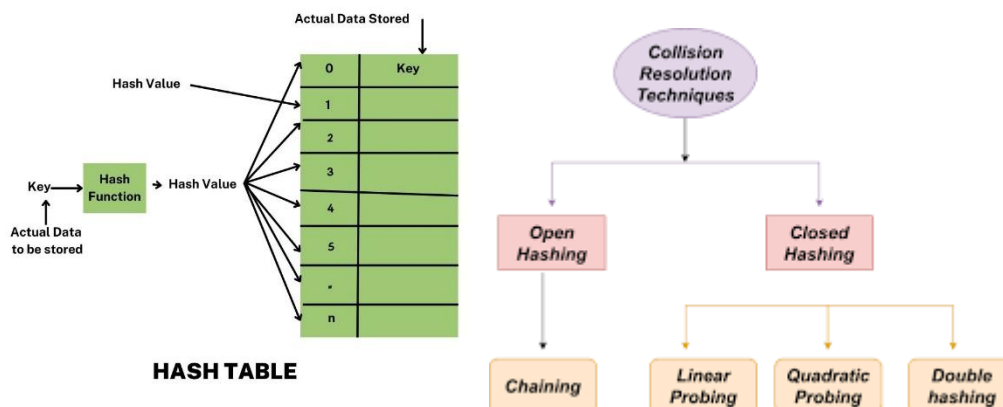 Actual Data Stored
Hash Value
Key
Hash
Function
Hash Value
Actual Data
to be stored
0 Key
1
2
3
4
5
n
HASH TABLE
Collision
Resolution
Techniques
Open
Hashing
Closed
Hashing
Chaining
Linear
Probing
Quadratic
Probing
Double
hashing